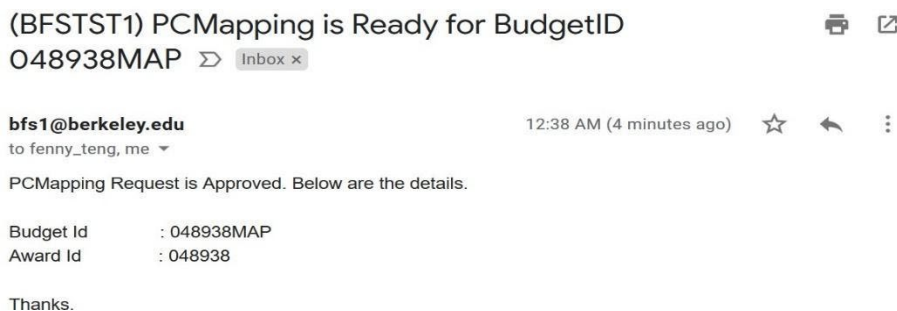 (BFSTST1) PCMapping is Ready for BudgetID
048938MAP Inbox ×
bfs1@berkeley.edu 12:38 AM (4 minutes ago)
to fenny_teng, me
PCMapping Request is Approved. Below are the details.
Budget Id : 048938MAP
Award Id : 048938
Thanks.